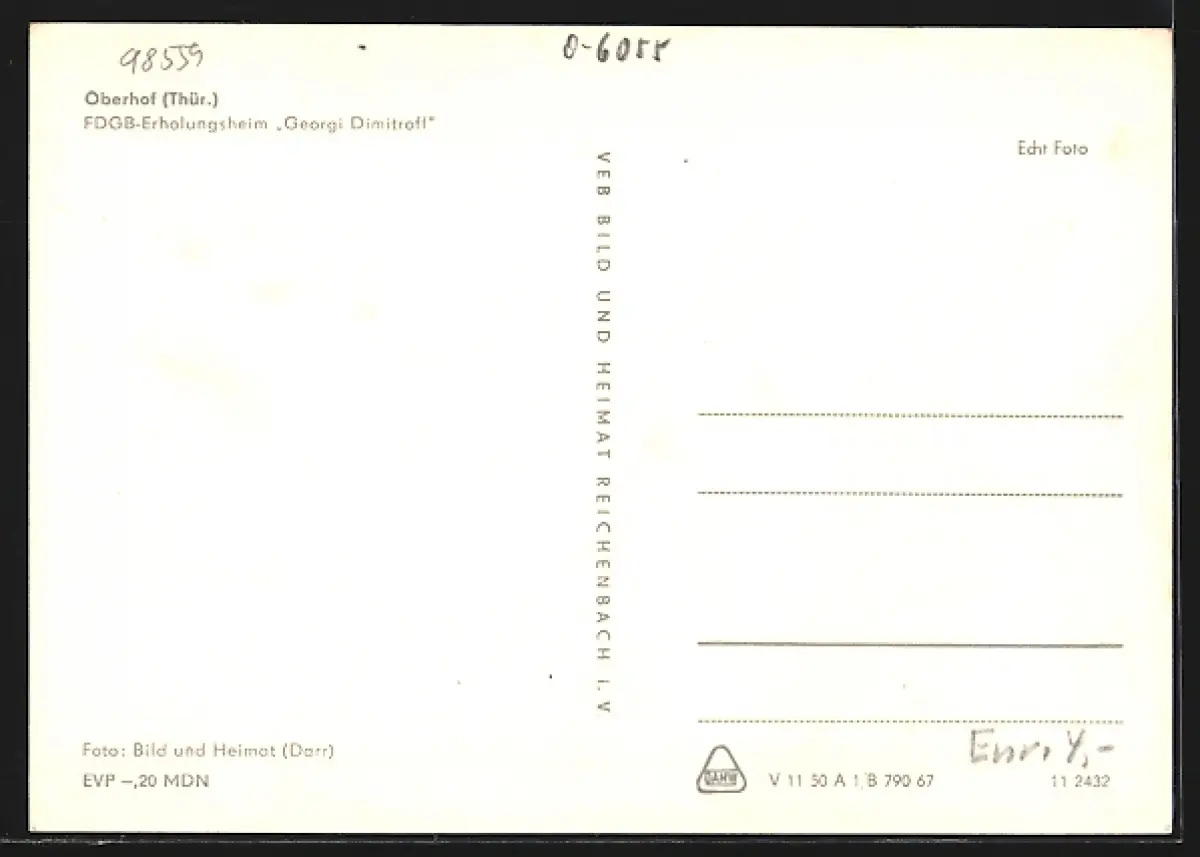 98559
0-6055
Oberhof (Thür.)
FDGB-Erholungsheim „Georgi Dimitroff"
Echt Foto
VEB BILD UND HEIMAT REICHENBACH I. V
Foto: Bild und Heimat (Darr)
EVP –,20 MDN
V 11 50 A 1/B 790 67
11 2432